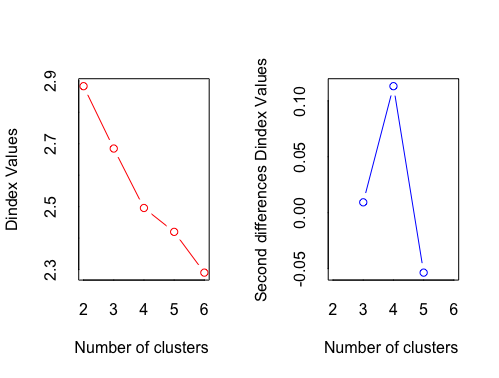 Dindex Values
2.9
2.7
2.5
2.3
2 3 4 5 6
Number of clusters
Second differences Dindex Values
0.10
0.05
0.00
-0.05
2 3 4 5 6
Number of clusters